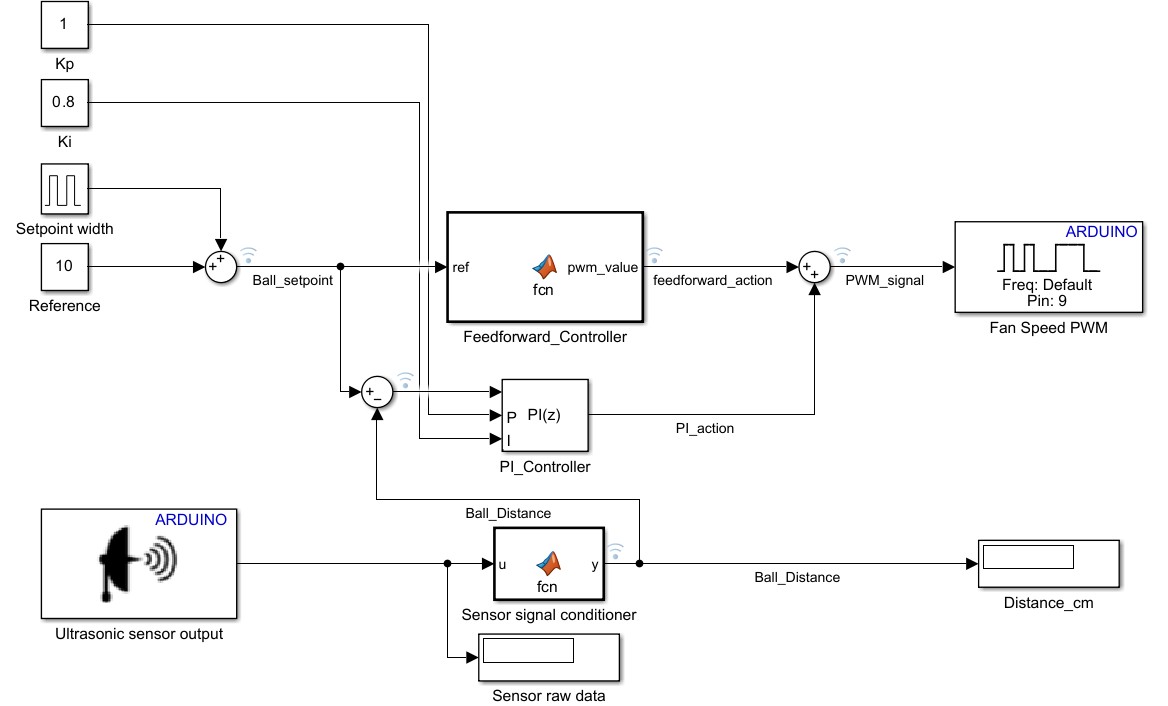 1
Kp
0.8
Ki
Setpoint width
10
Reference
+
+
Ball_setpoint
ref
fcn
pwm_value
Feedforward_Controller
feedforward_action
+
+
PWM_signal
ARDUINO
Freq: Default
Pin: 9
Fan Speed PWM
+
−
P
I
PI(z)
PI_Controller
PI_action
Ball_Distance
ARDUINO
Ultrasonic sensor output
u
fcn
y
Sensor signal conditioner
Ball_Distance
Distance_cm
Sensor raw data